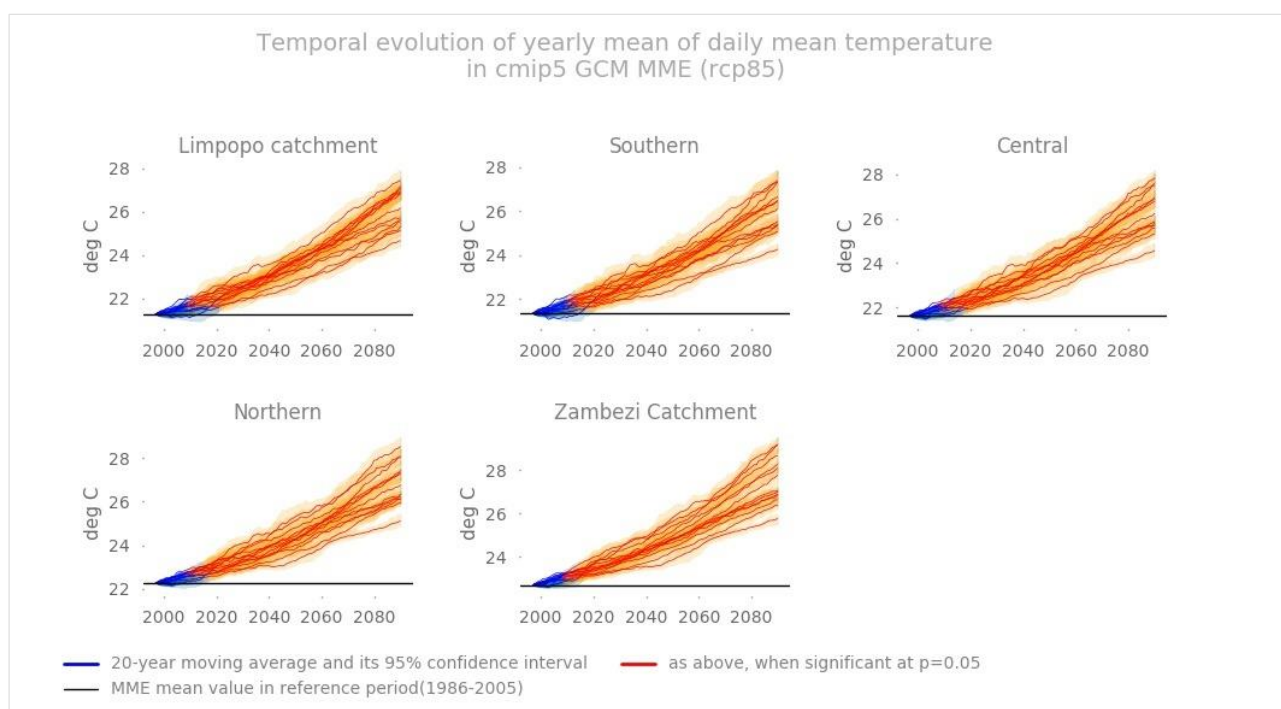 Temporal evolution of yearly mean of daily mean temperature
in cmip5 GCM MME (rcp85)
Limpopo catchment
28
26
24
22
deg C
2000 2020 2040 2060 2080
Southern
28
26
24
22
deg C
2000 2020 2040 2060 2080
Central
28
26
24
22
deg C
2000 2020 2040 2060 2080
Northern
28
26
24
22
deg C
2000 2020 2040 2060 2080
Zambezi Catchment
28
26
24
deg C
2000 2020 2040 2060 2080
20-year moving average and its 95% confidence interval
as above, when significant at p=0.05
MME mean value in reference period(1986-2005)